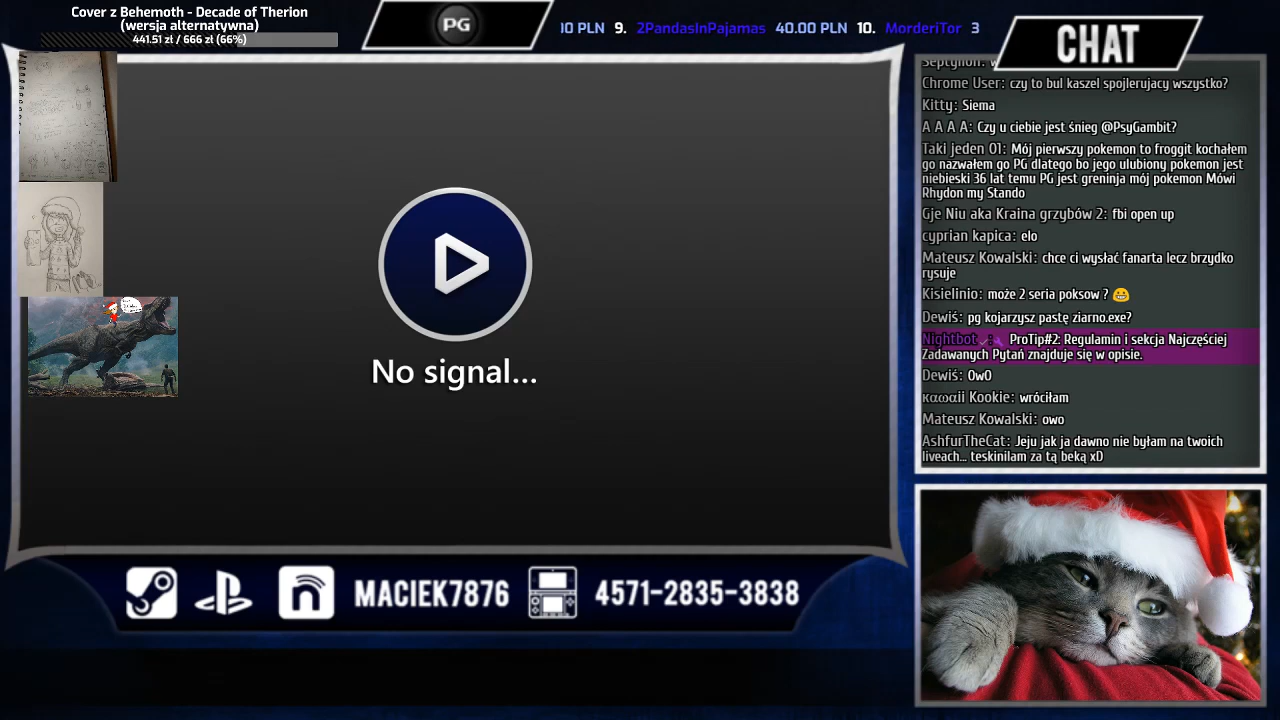 Cover z Behemoth - Decade of Therion
(wersja alternatywna)
441.51 zł / 666 zł (66%)
PG
PLN 9. 2PandasInPajamas 40.00 PLN 10. MorderiTor 3
CHAT
Septylion:
Chrome User: czy to bul kaszel spojlerujacy wszystko?
Kitty: Siema
A A A A: Czy u ciebie jest śnieg @PsyGambit?
Taki jeden 01: Mój pierwszy pokemon to froggit kochałem
go nazwałem go PG dlatego bo jego ulubiony pokemon jest
niebieski 36 lat temu PG jest greninja mój pokemon Mówi
Rhydon my Stando
Gje Niu aka Kraina grzybów 2: fbi open up
cyprian kapica: elo
Mateusz Kowalski: chce ci wysłać fanarta lecz brzydko
rysuje
Kisielinio: może 2 seria poksow ? 😀
Dewiś: pg kojarzysz pastę ziarno.exe?
Nightbot: ProTip#2: Regulamin i sekcja Najczęściej
Zadawanych Pytań znajduje się w opisie.
Dewiś: OwO
καωαii Kookie: wróciłam
Mateusz Kowalski: owo
AshfurTheCat: Jeju jak ja dawno nie byłam na twoich
liveach... teskinilam za tą beką xD
No signal...
MACIEK7876
4571-2835-3838